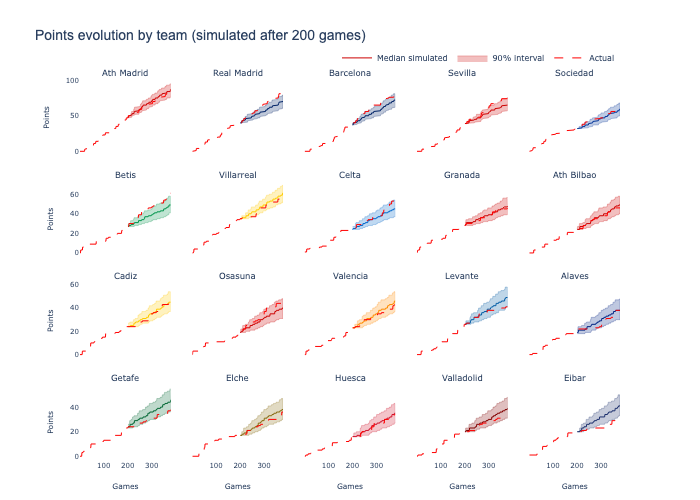 Points evolution by team (simulated after 200 games)
Median simulated 90% interval Actual
Ath Madrid Real Madrid Barcelona Sevilla Sociedad
100
50
0
Points
Betis Villarreal Celta Granada Ath Bilbao
60
40
20
0
Points
Cadiz Osasuna Valencia Levante Alaves
60
40
20
0
Points
Getafe Elche Huesca Valladolid Eibar
40
20
0
Points
100 200 300 100 200 300 100 200 300 100 200 300 100 200 300
Games Games Games Games Games